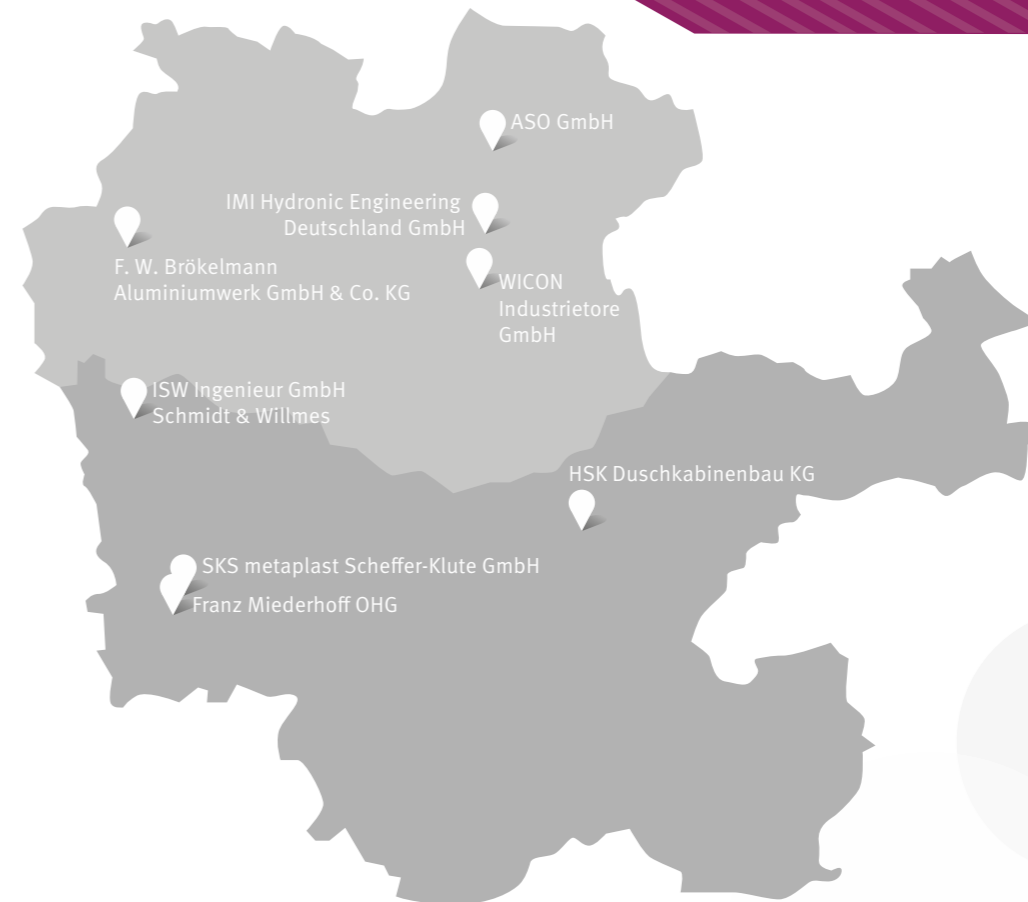 ASO GmbH
IMI Hydronic Engineering
Deutschland GmbH
F. W. Brökelmann
Aluminiumwerk GmbH & Co. KG
WICON
Industrietore
GmbH
ISW Ingenieur GmbH
Schmidt & Willmes
HSK Duschkabinenbau KG
SKS metaplast Scheffer-Klute GmbH
Franz Miederhoff OHG